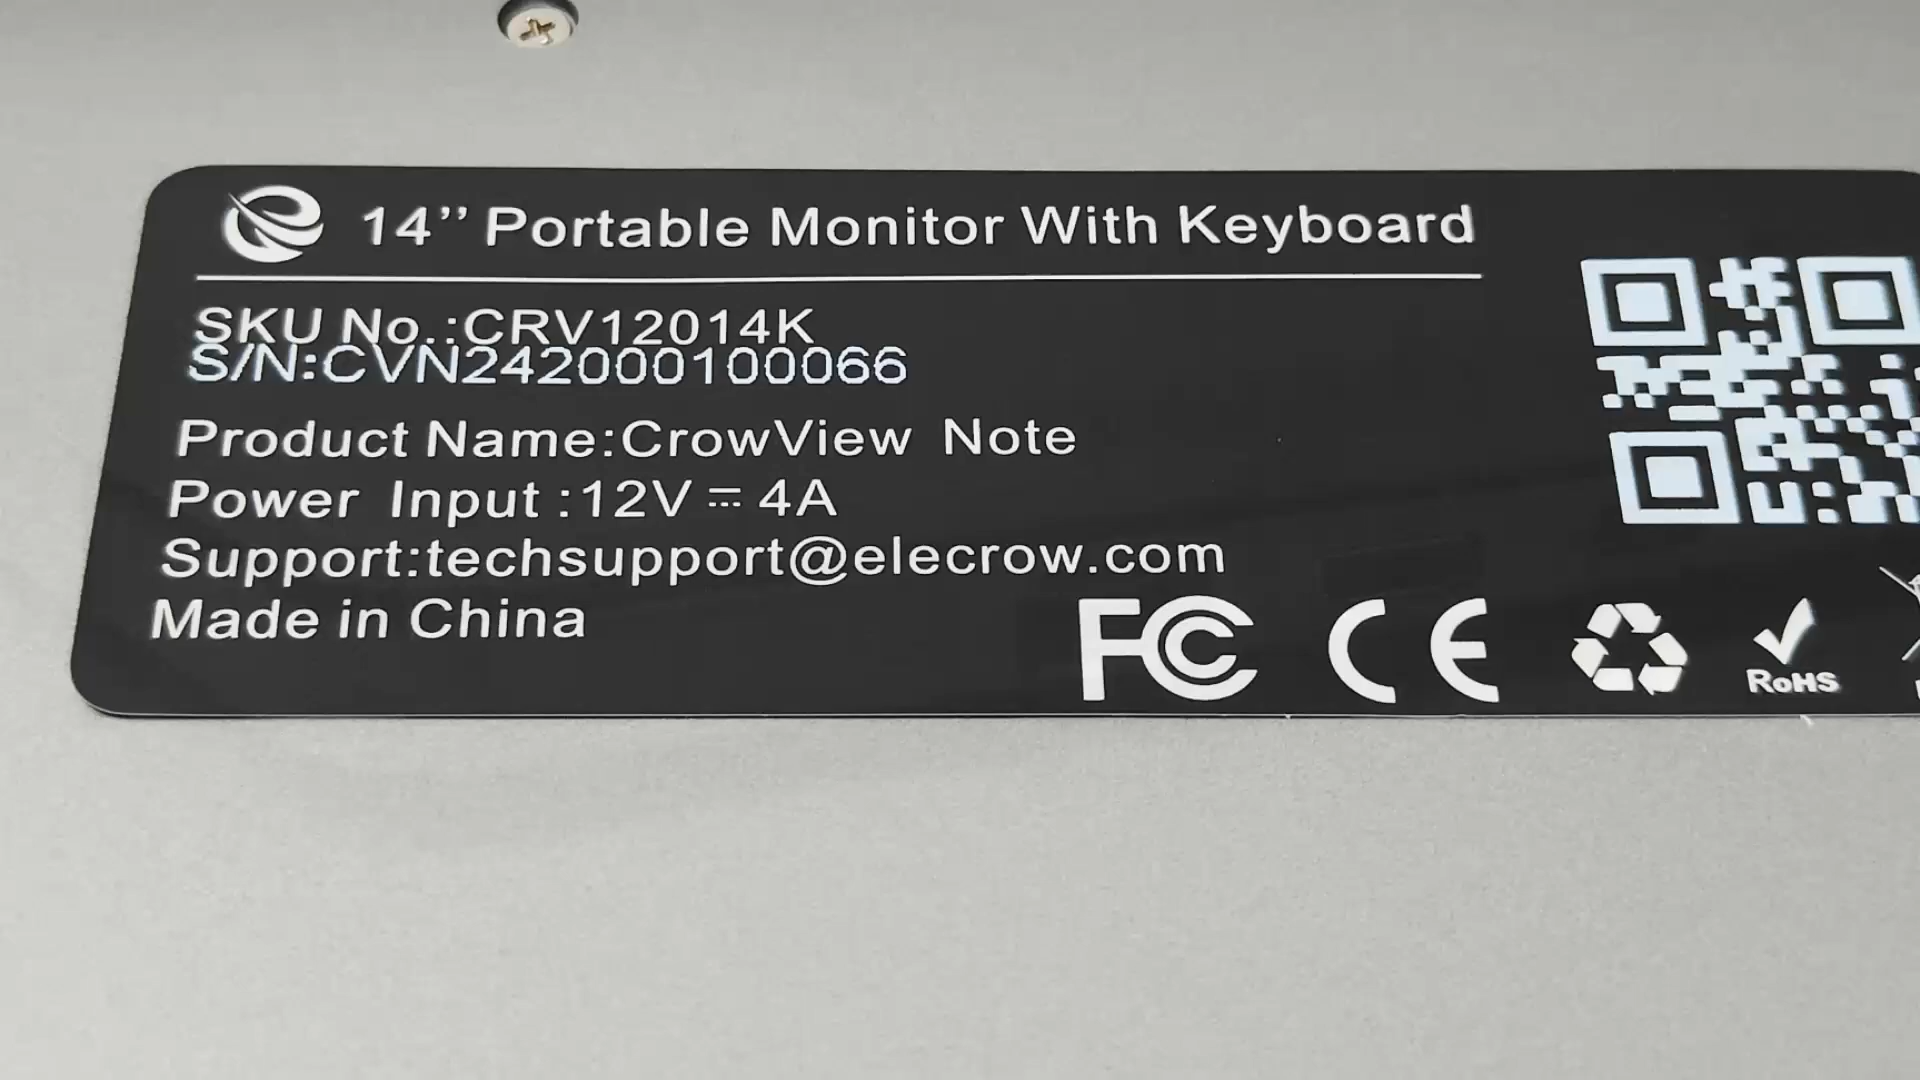 14’’ Portable Monitor With Keyboard
SKU No.:CRV12014K
S/N:CVN242000100066
Product Name:CrowView Note
Power Input :12V ⎓ 4A
Support:techsupport@elecrow.com
Made in China
FC CE RoHS